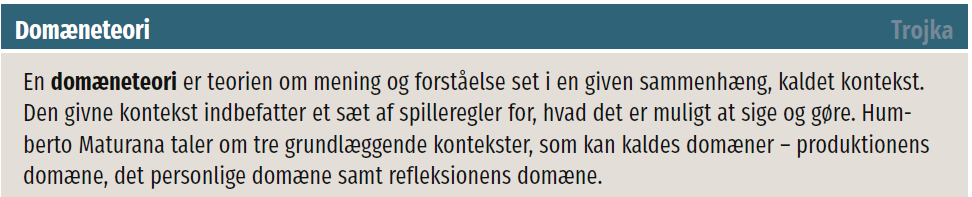 Domæneteori
Trojka
En domæneteori er teorien om mening og forståelse set i en given sammenhæng, kaldet kontekst.
Den givne kontekst indbefatter et sæt af spilleregler for, hvad det er muligt at sige og gøre. Hum-
berto Maturana taler om tre grundlæggende kontekster, som kan kaldes domæner – produktionens
domæne, det personlige domæne samt refleksionens domæne.